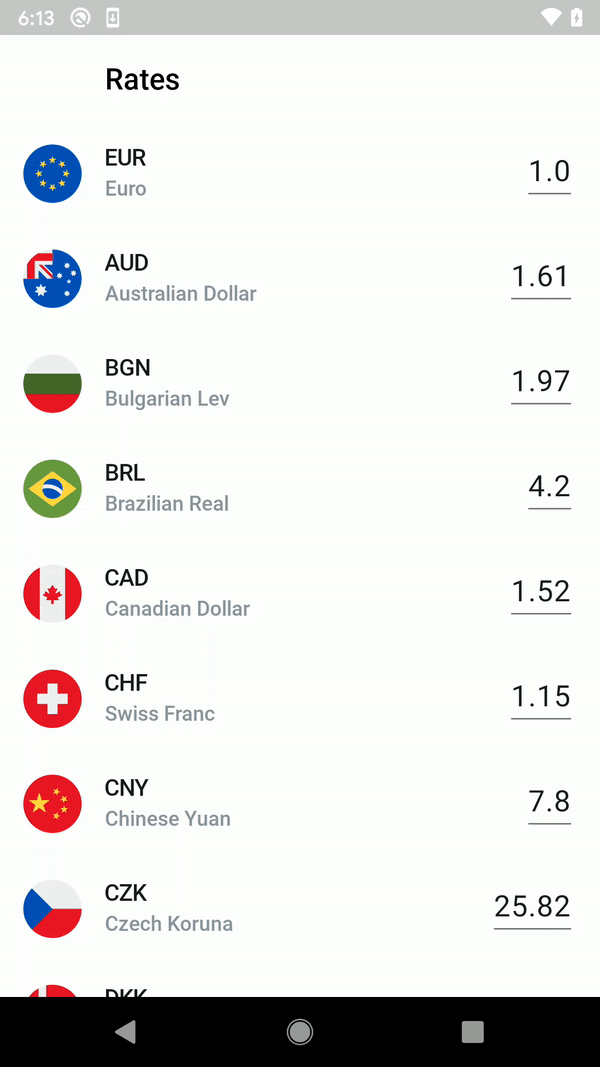 6:13
Rates
EUR
Euro
1.0
AUD
Australian Dollar
1.61
BGN
Bulgarian Lev
1.97
BRL
Brazilian Real
4.2
CAD
Canadian Dollar
1.52
CHF
Swiss Franc
1.15
CNY
Chinese Yuan
7.8
CZK
Czech Koruna
25.82
DKK